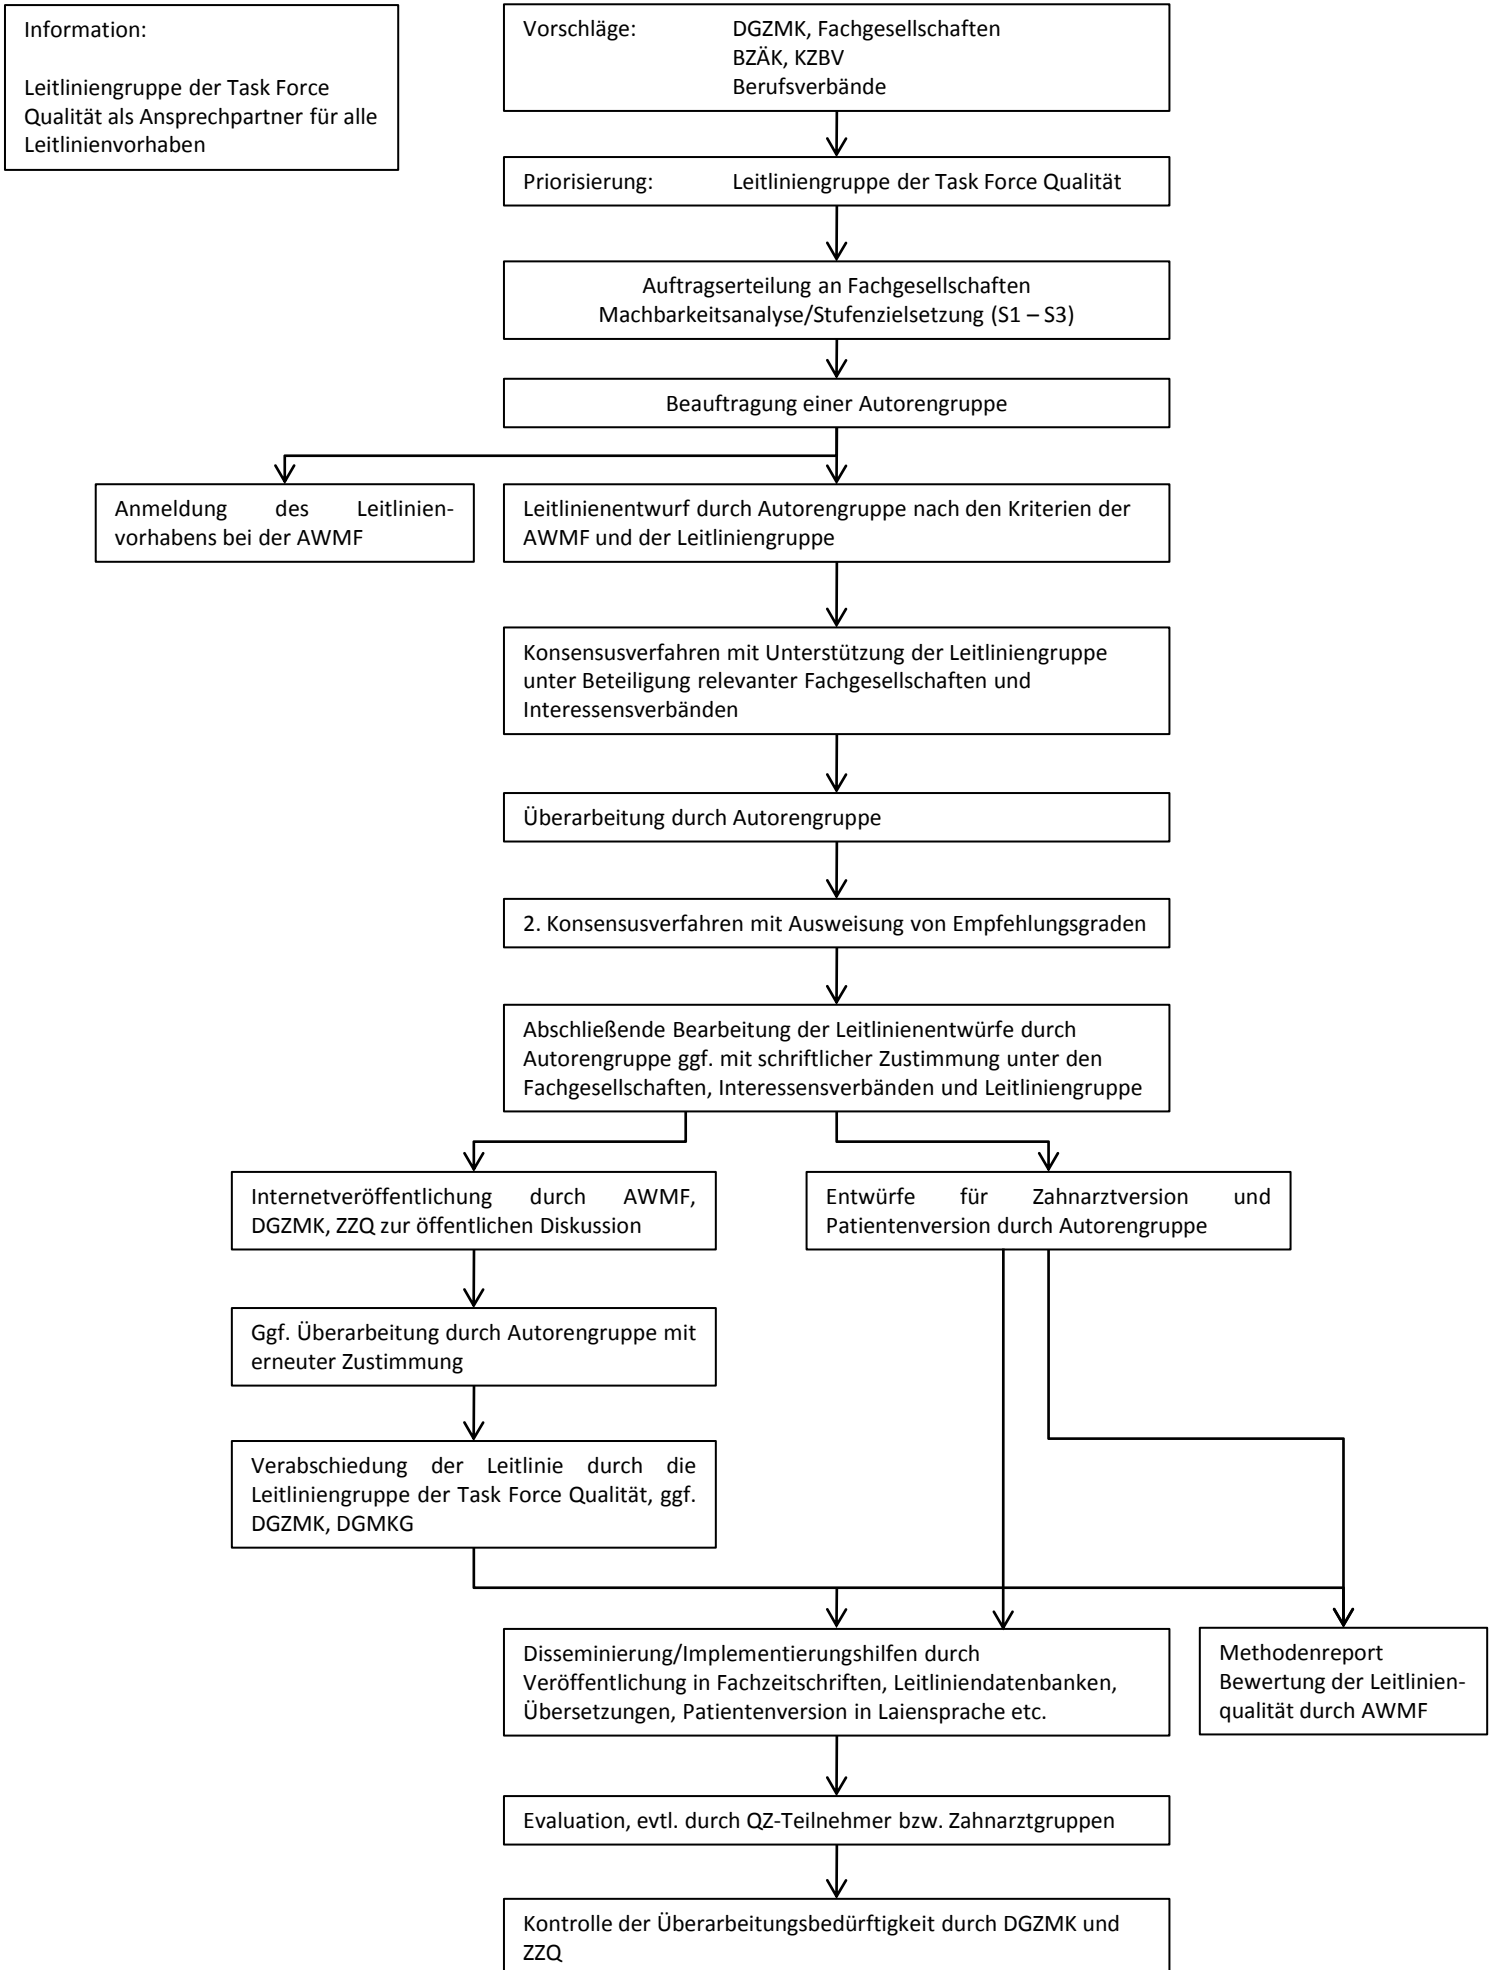 Information:
Leitliniengruppe der Task Force
Qualität als Ansprechpartner für alle
Leitlinienvorhaben
Vorschläge: DGZMK, Fachgesellschaften
BZÄK, KZBV
Berufsverbände
Priorisierung: Leitliniengruppe der Task Force Qualität
Auftragserteilung an Fachgesellschaften
Machbarkeitsanalyse/Stufenzielsetzung (S1 – S3)
Beauftragung einer Autorengruppe
Anmeldung des Leitlinien-
vorhabens bei der AWMF
Leitlinienentwurf durch Autorengruppe nach den Kriterien der
AWMF und der Leitliniengruppe
Konsensusverfahren mit Unterstützung der Leitliniengruppe
unter Beteiligung relevanter Fachgesellschaften und
Interessensverbänden
Überarbeitung durch Autorengruppe
2. Konsensusverfahren mit Ausweisung von Empfehlungsgraden
Abschließende Bearbeitung der Leitlinienentwürfe durch
Autorengruppe ggf. mit schriftlicher Zustimmung unter den
Fachgesellschaften, Interessensverbänden und Leitliniengruppe
Internetveröffentlichung durch AWMF,
DGZMK, ZZQ zur öffentlichen Diskussion
Entwürfe für Zahnarztversion und
Patientenversion durch Autorengruppe
Ggf. Überarbeitung durch Autorengruppe mit
erneuter Zustimmung
Verabschiedung der Leitlinie durch die
Leitliniengruppe der Task Force Qualität, ggf.
DGZMK, DGMKG
Disseminierung/Implementierungshilfen durch
Veröffentlichung in Fachzeitschriften, Leitliniendatenbanken,
Übersetzungen, Patientenversion in Laiensprache etc.
Methodenreport
Bewertung der Leitlinien-
qualität durch AWMF
Evaluation, evtl. durch QZ-Teilnehmer bzw. Zahnarztgruppen
Kontrolle der Überarbeitungsbedürftigkeit durch DGZMK und
ZZQ